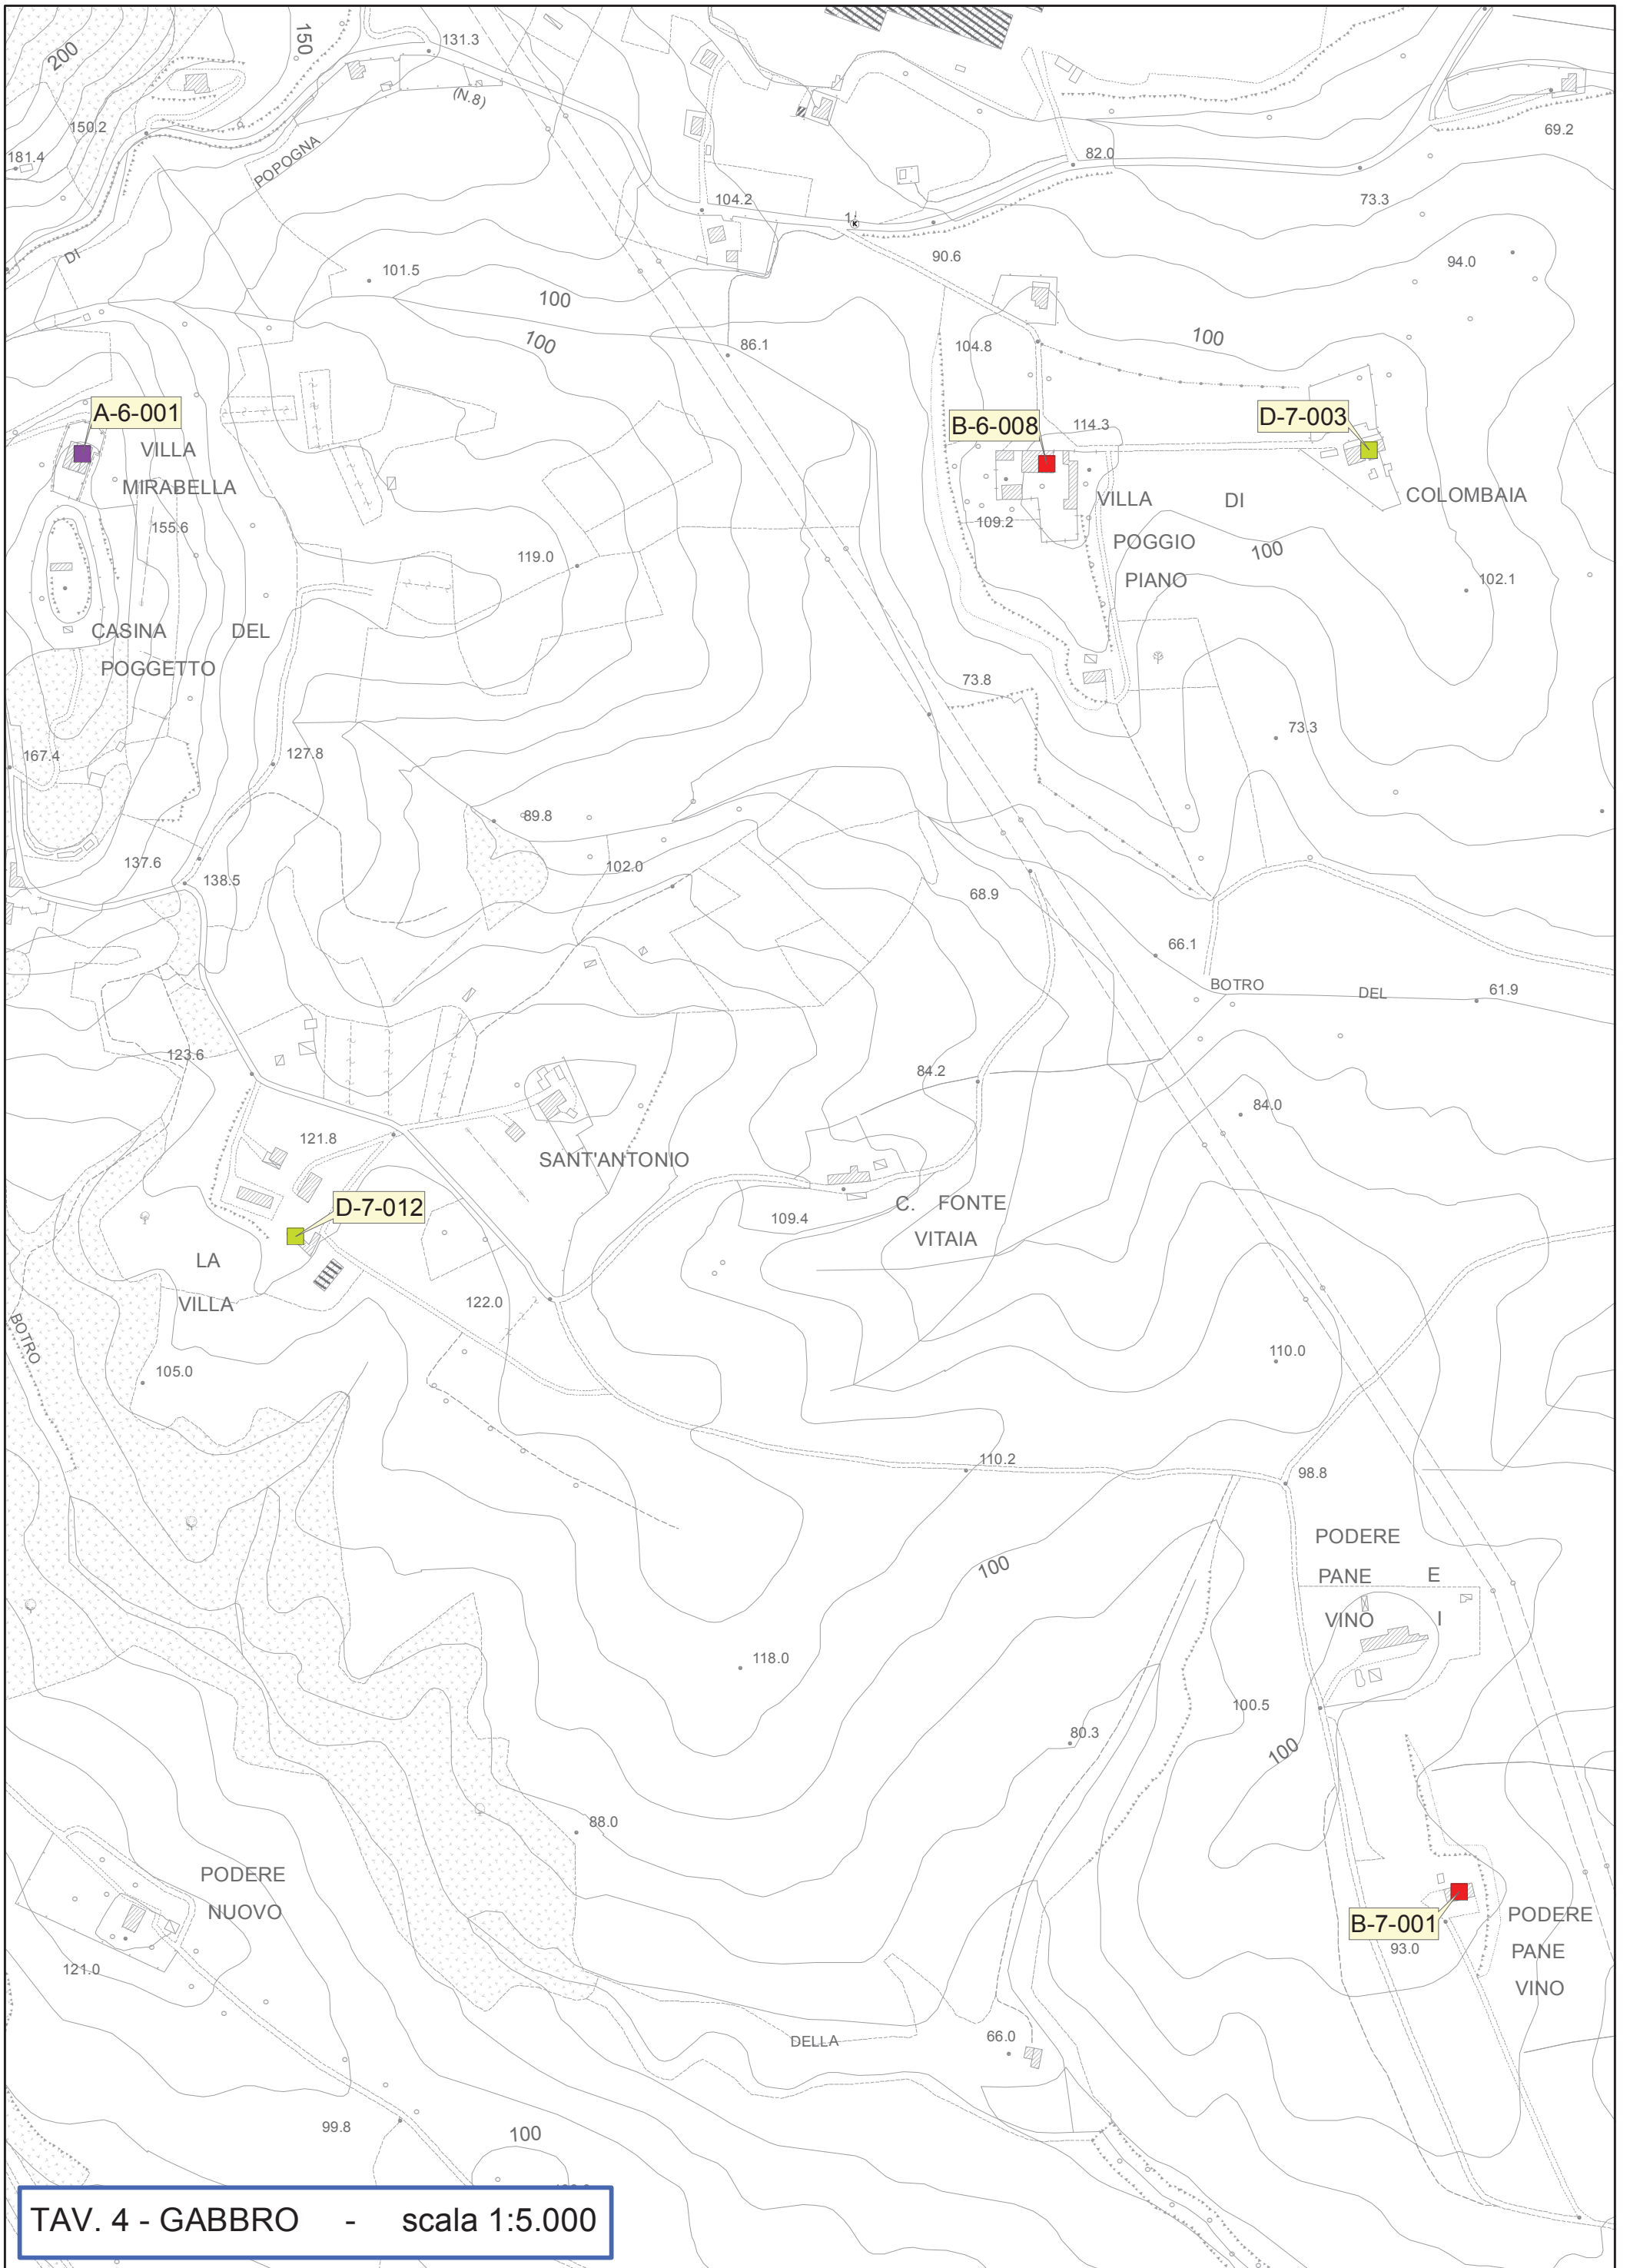 200
150
131.3
(N.8)
150.2
181.4
POPOGNA
DI
104.2
82.0
69.2
73.3
101.5
90.6
94.0
100
100
86.1
104.8
100
A-6-001
VILLA
MIRABELLA
155.6
B-6-008
114.3
D-7-003
COLOMBAIA
VILLA DI
POGGIO
PIANO
109.2
100
119.0
102.1
CASINA DEL
POGGETTO
73.8
73.3
167.4
127.8
89.8
102.0
137.6
138.5
68.9
66.1
BOTRO DEL
61.9
123.6
84.2
84.0
121.8
SANT'ANTONIO
D-7-012
109.4
C. FONTE
VITAIA
LA
VILLA
122.0
BOTRO
105.0
110.0
110.2
98.8
PODERE
PANE E
VINO I
100
118.0
100.5
80.3
100
88.0
PODERE
NUOVO
121.0
B-7-001
93.0
PODERE
PANE
VINO
DELLA
66.0
99.8
100
TAV. 4 - GABBRO - scala 1:5.000